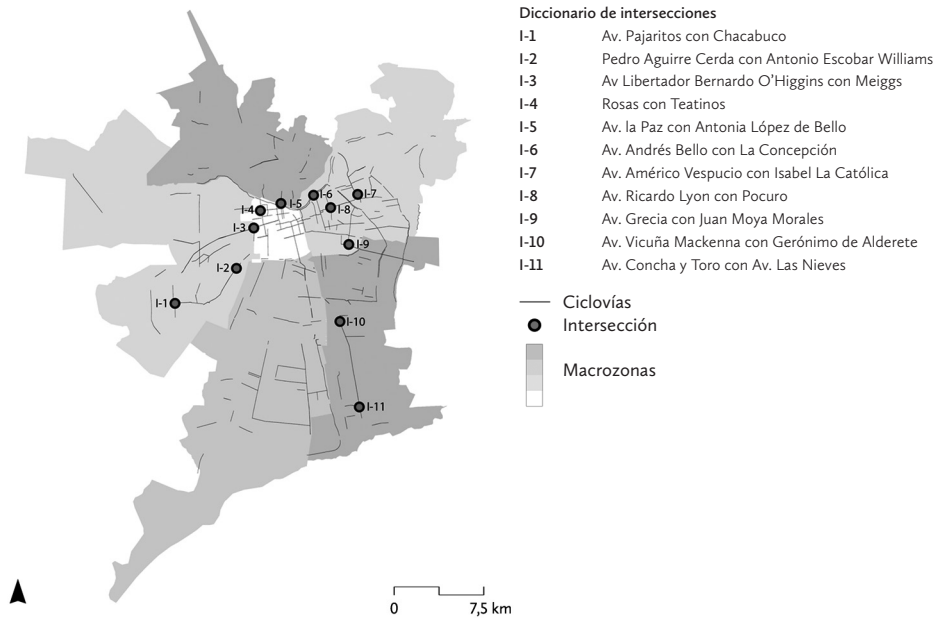 Diccionario de intersecciones
I-1 Av. Pajaritos con Chacabuco
I-2 Pedro Aguirre Cerda con Antonio Escobar Williams
I-3 Av Libertador Bernardo O’Higgins con Meiggs
I-4 Rosas con Teatinos
I-5 Av. la Paz con Antonia López de Bello
I-6 Av. Andrés Bello con La Concepción
I-7 Av. Américo Vespucio con Isabel La Católica
I-8 Av. Ricardo Lyon con Pocuro
I-9 Av. Grecia con Juan Moya Morales
I-10 Av. Vicuña Mackenna con Gerónimo de Alderete
I-11 Av. Concha y Toro con Av. Las Nieves
Ciclovías
Intersección
Macrozonas
I-6
I-7
I-5
I-8
I-4
I-3
I-9
I-2
I-1
I-10
I-11
0 7,5 km